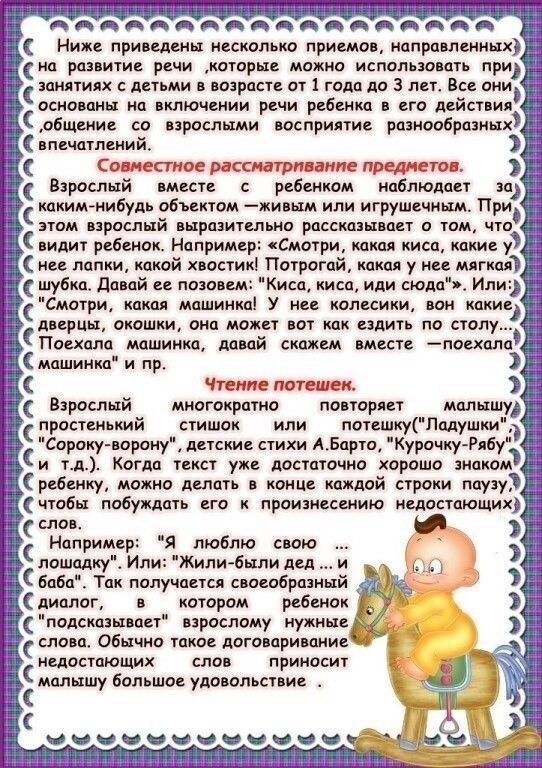 Ниже приведены несколько приемов, направленных
на развитие речи ,которые можно использовать при
занятиях с детьми в возрасте от 1 года до 3 лет. Все они
основаны на включении речи ребенка в его действия
,общение со взрослыми восприятие разнообразных
впечатлений.
Совместное рассматривание предметов.
Взрослый вместе с ребенком наблюдает за
каким-нибудь объектом —живым или игрушечным. При
этом взрослый выразительно рассказывает о том, что
видит ребенок. Например: «Смотри, какая киса, какие у
нее лапки, какой хвостик! Потрогай, какая у нее мягкая
шубка. Давай ее позовем: "Киса, киса, иди сюда"». Или:
"Смотри, какая машинка! У нее колесики, вон какие
дверцы, окошки, она может вот как ездить по столу...
Поехала машинка, давай скажем вместе —поехала
машинка" и пр.
Чтение потешек.
Взрослый многократно повторяет малышу
простенький стишок или потешку("Ладушки",
"Сороку-ворону", детские стихи А.Барто, "Курочку-Рябу"
и т.д.). Когда текст уже достаточно хорошо знаком
ребенку, можно делать в конце каждой строки паузу,
чтобы побуждать его к произнесению недостающих
слов.
Например: "Я люблю свою ...
лошадку". Или: "Жили-были дед ... и
баба". Так получается своеобразный
диалог, в котором ребенок
"подсказывает" взрослому нужные
слова. Обычно такое договаривание
недостающих слов приносит
малышу большое удовольствие .